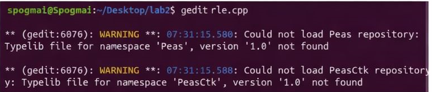 spogmai@Spogmai:~/Desktop/lab2$ gedit rle.cpp
** (gedit:6076): WARNING **: 07:31:15.580: Could not load Peas repository:
Typelib file for namespace 'Peas', version '1.0' not found
** (gedit:6076): WARNING **: 07:31:15.580: Could not load PeasGtk repositor
y: Typelib file for namespace 'PeasGtk', version '1.0' not found